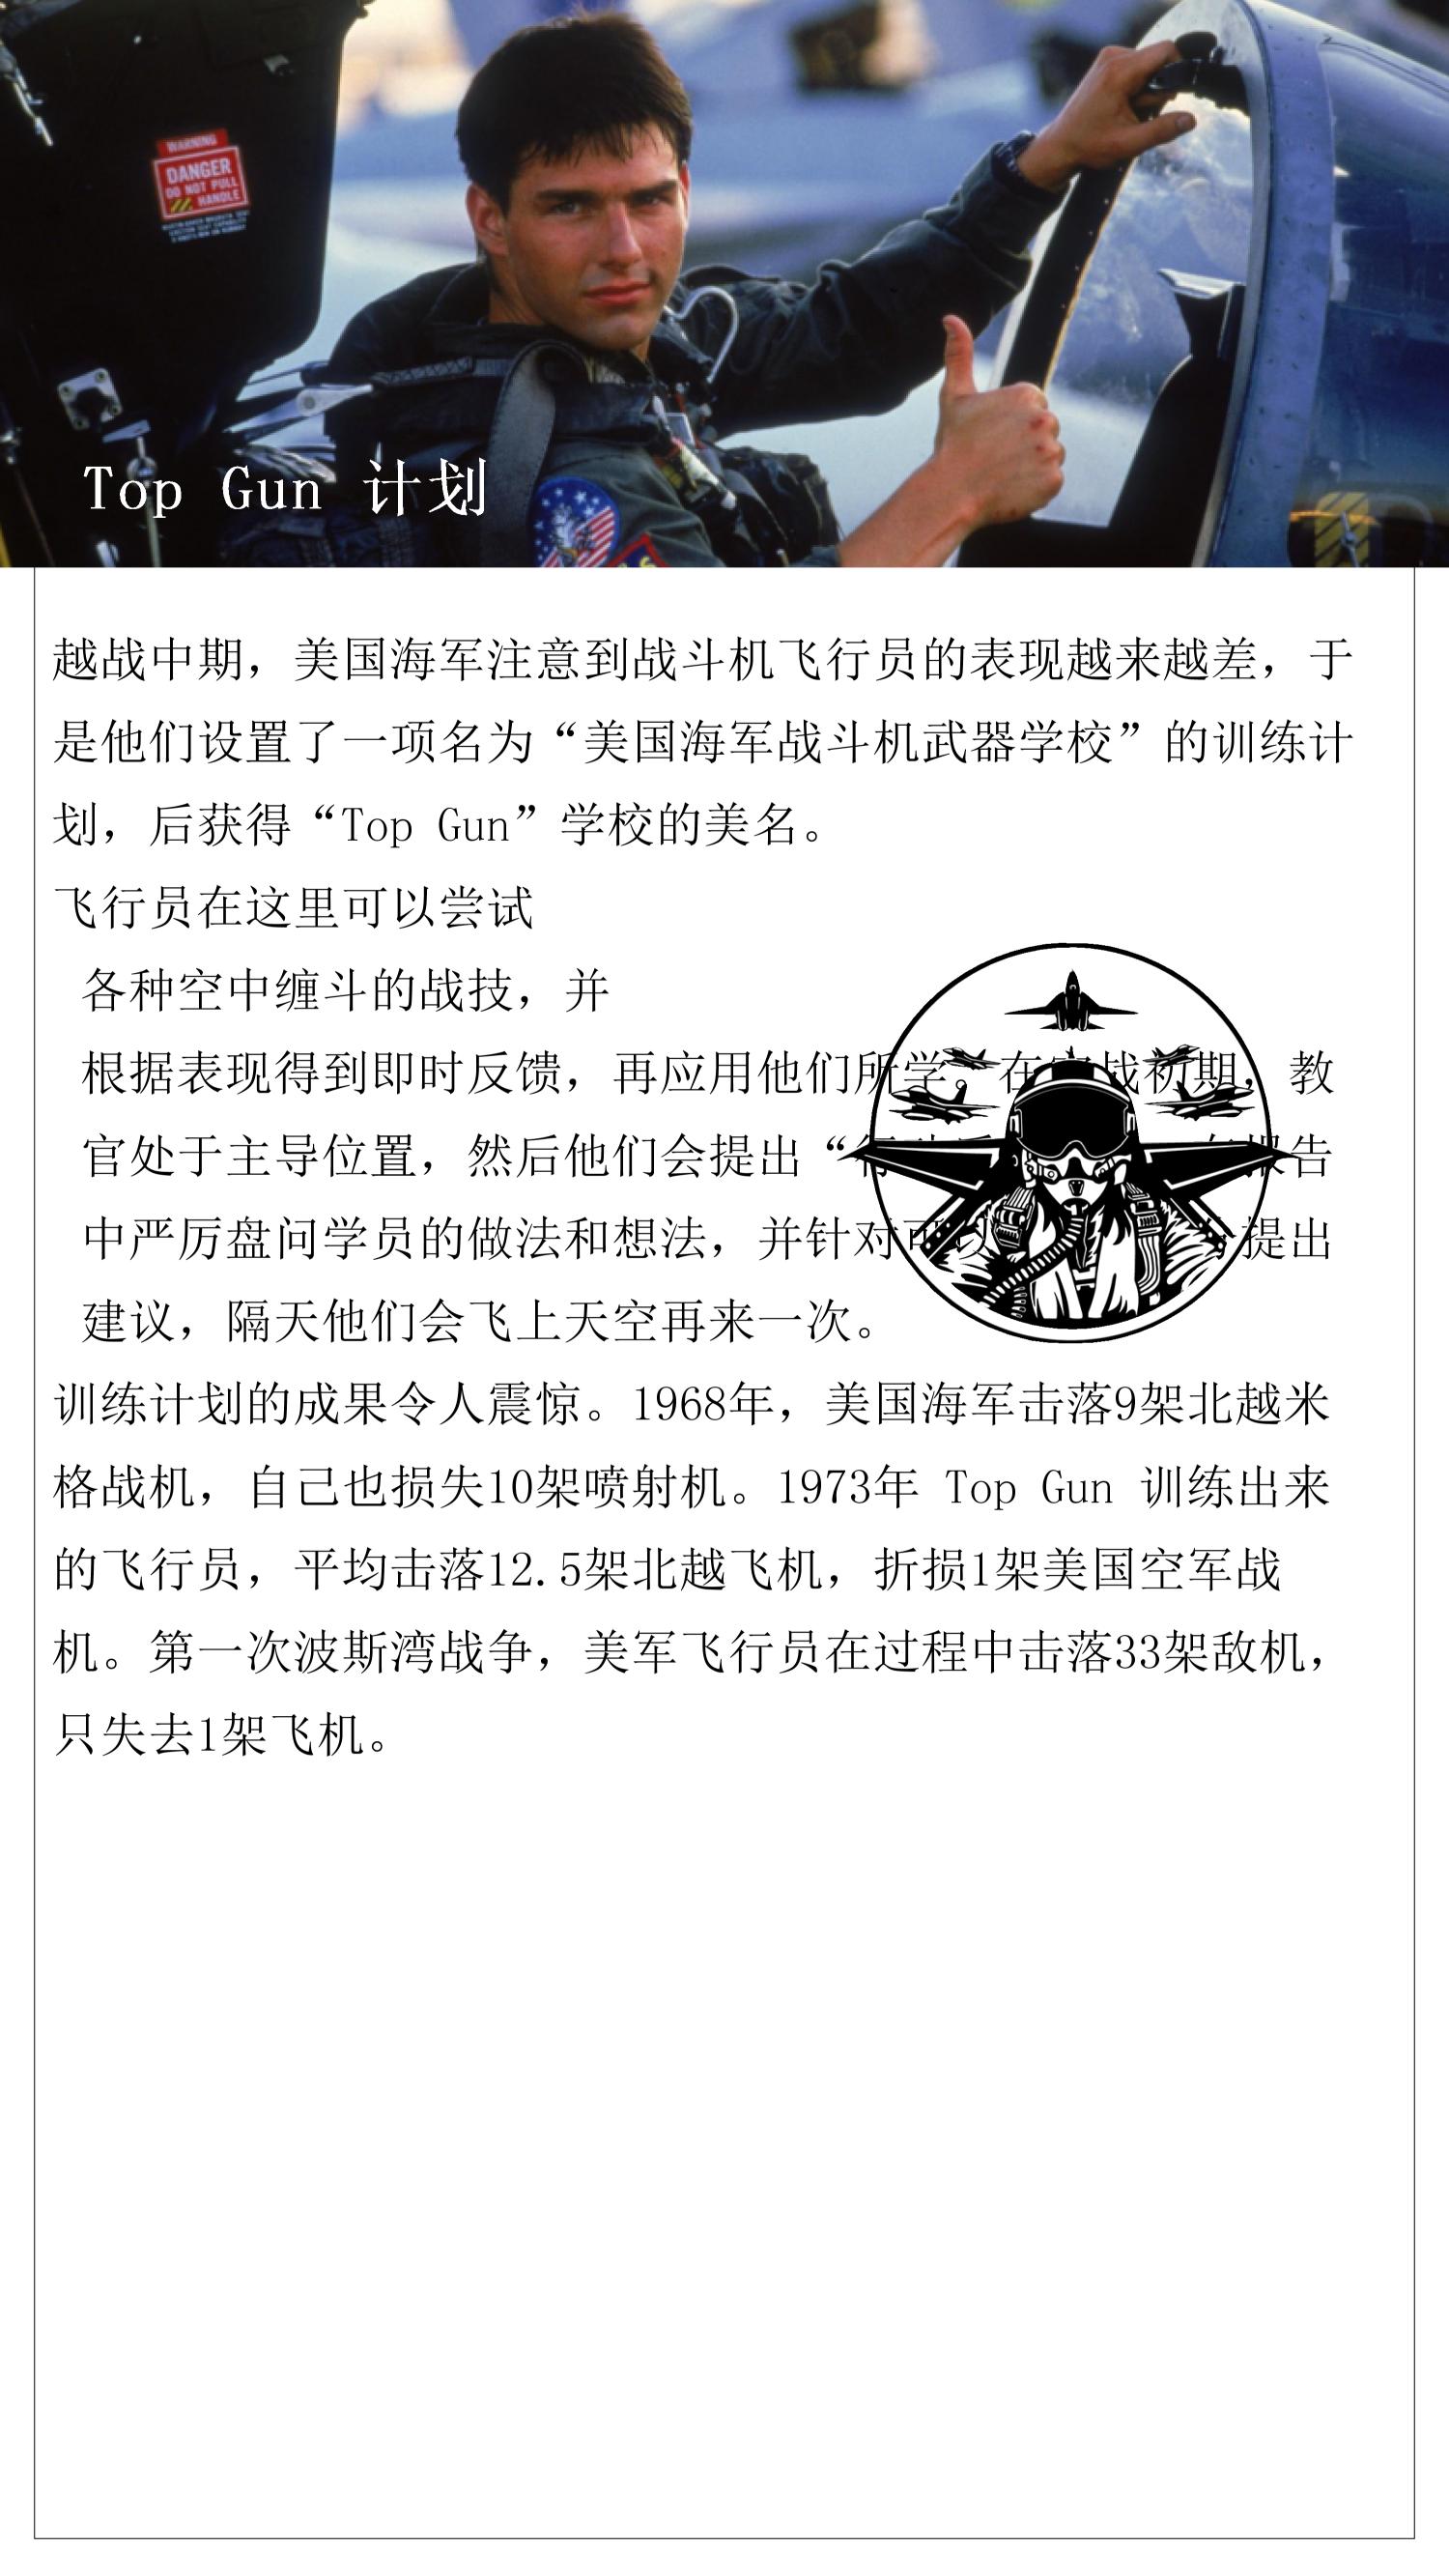 WARNING
DANGER
DO NOT PULL
HANDLE
Top Gun 计划
越战中期，美国海军注意到战斗机飞行员的表现越来越差，于
是他们设置了一项名为“美国海军战斗机武器学校”的训练计
划，后获得“Top Gun”学校的美名。
飞行员在这里可以尝试
各种空中缠斗的战技，并
根据表现得到即时反馈，再应用他们所学。在 战初期，教
官处于主导位置，然后他们会提出“ 报告
中严厉盘问学员的做法和想法，并针对可以 提出
建议，隔天他们会飞上天空再来一次。
训练计划的成果令人震惊。1968年，美国海军击落9架北越米
格战机，自己也损失10架喷射机。1973年 Top Gun 训练出来
的飞行员，平均击落12.5架北越飞机，折损1架美国空军战
机。第一次波斯湾战争，美军飞行员在过程中击落33架敌机，
只失去1架飞机。